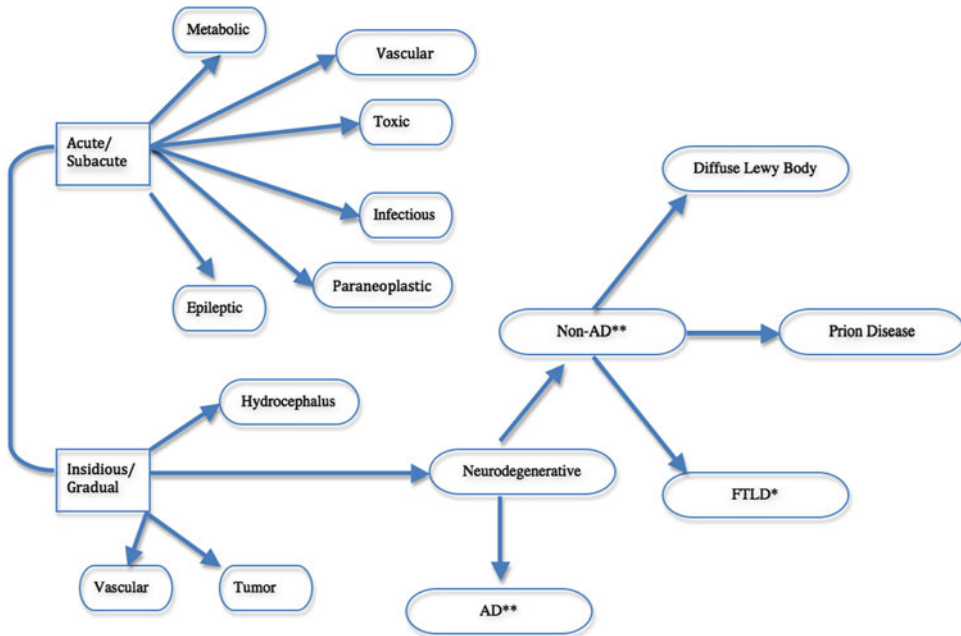 Metabolic
Vascular
Toxic
Acute/
Subacute
Infectious
Paraneoplastic
Epileptic
Diffuse Lewy Body
Non-AD**
Prion Disease
Hydrocephalus
Insidious/
Gradual
Neurodegenerative
FTLD*
Vascular
Tumor
AD**